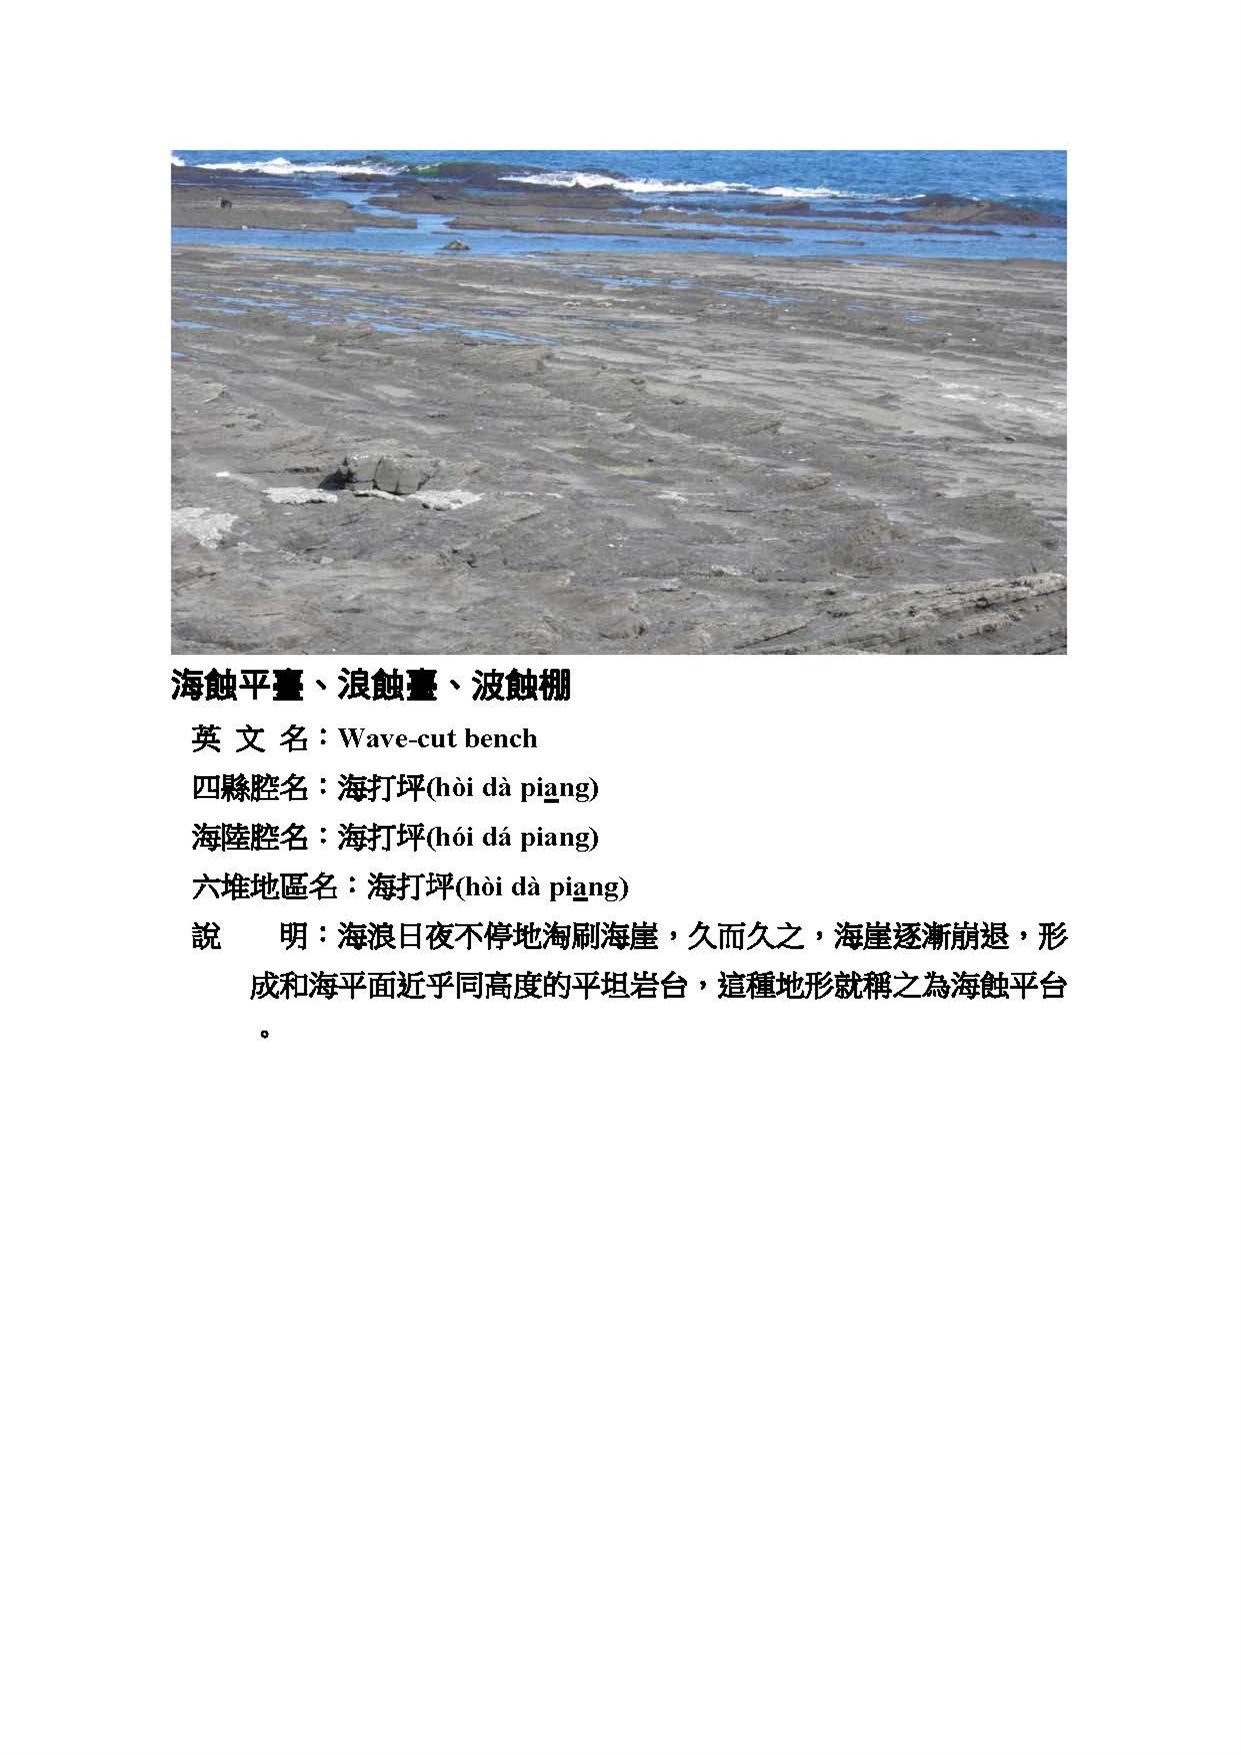 海蝕平臺、浪蝕臺、波蝕棚
英 文 名：Wave-cut bench
四縣腔名：海打坪(hòi dà pi<u>a</u>ng)
海陸腔名：海打坪(hói dá piang)
六堆地區名：海打坪(hòi dà pi<u>a</u>ng)
說　　明：海浪日夜不停地淘刷海崖，久而久之，海崖逐漸崩退，形
成和海平面近乎同高度的平坦岩台，這種地形就稱之為海蝕平台
。